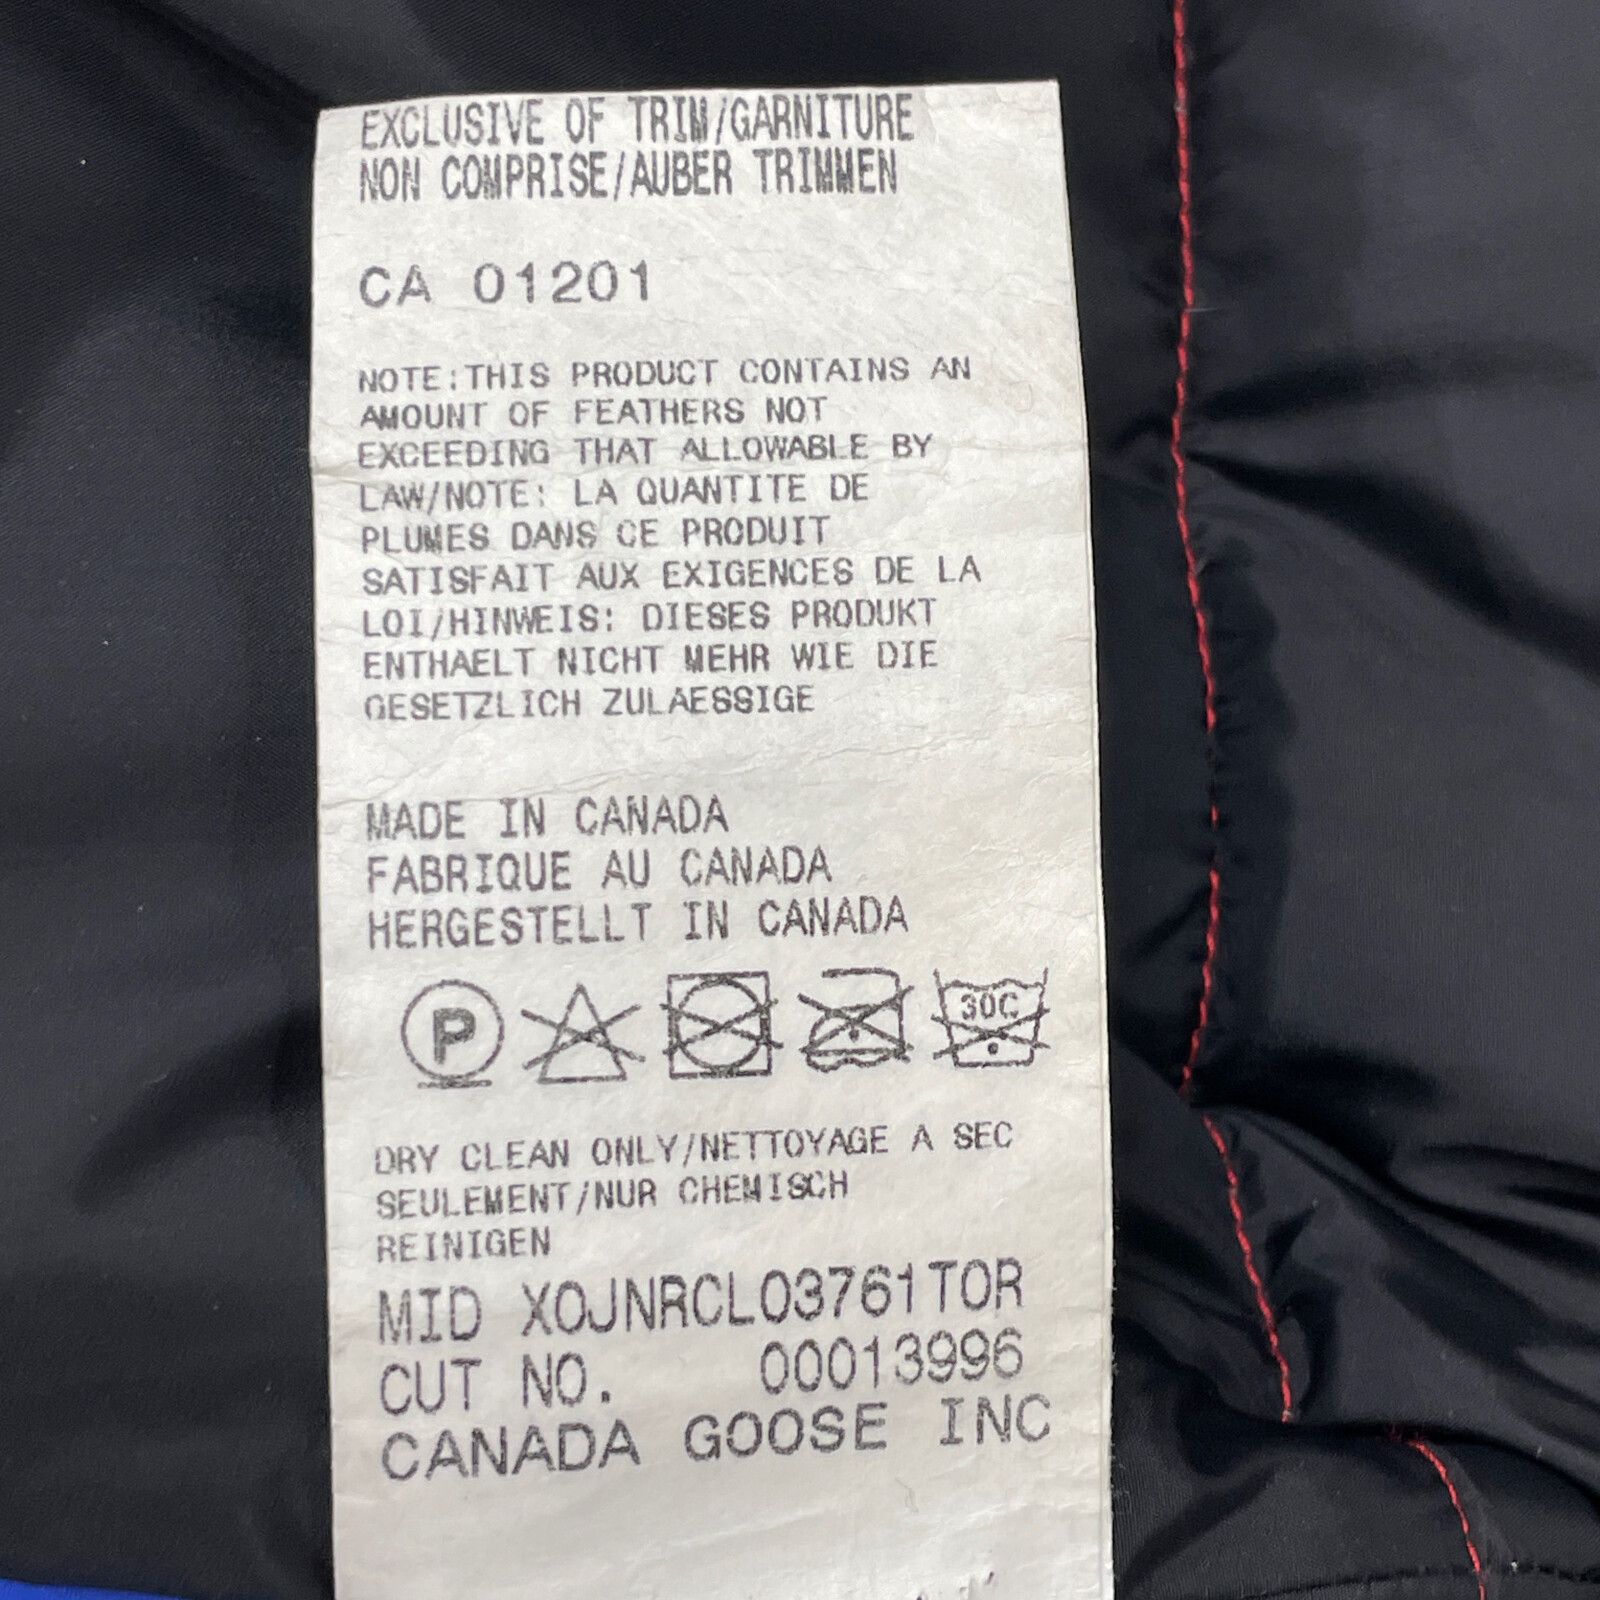 EXCLUSIVE OF TRIM/GARNITURE
NON COMPRISE/AUBER TRIMMEN
CA 01201
NOTE:THIS PRODUCT CONTAINS AN
AMOUNT OF FEATHERS NOT
EXCEEDING THAT ALLOWABLE BY
LAW/NOTE: LA QUANTITE DE
PLUMES DANS CE PRODUIT
SATISFAIT AUX EXIGENCES DE LA
LOI/HINWEIS: DIESES PRODUKT
ENTHAELT NICHT MEHR WIE DIE
GESETZLICH ZULAESSIGE
MADE IN CANADA
FABRIQUE AU CANADA
HERGESTELLT IN CANADA
P 30C
DRY CLEAN ONLY/NETTOYAGE A SEC
SEULEMENT/NUR CHEMISCH
REINIGEN
MID XOJNRCL03761TOR
CUT NO. 00013996
CANADA GOOSE INC